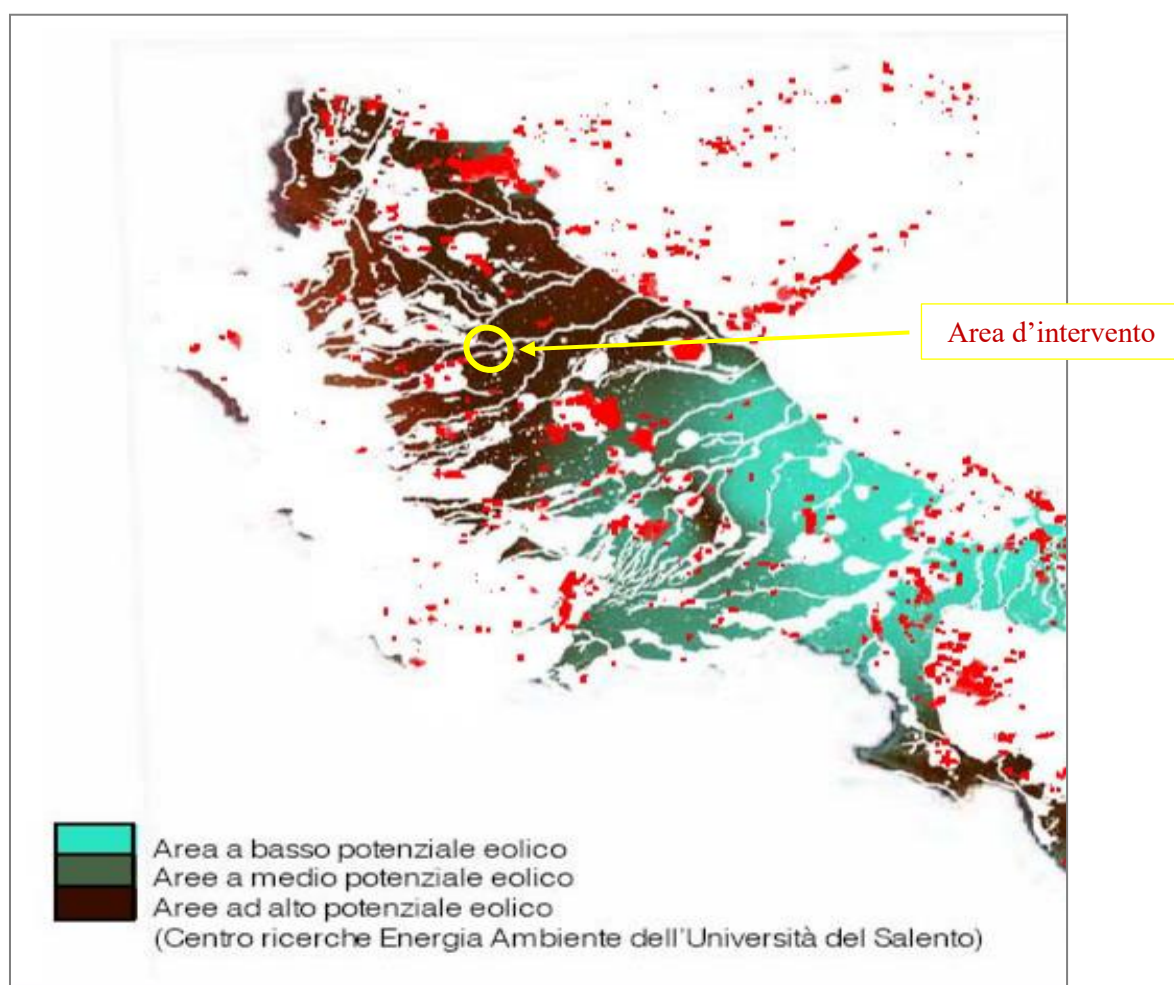 Area d'intervento
Area a basso potenziale eolico
Aree a medio potenziale eolico
Aree ad alto potenziale eolico
(Centro ricerche Energia Ambiente dell'Università del Salento)